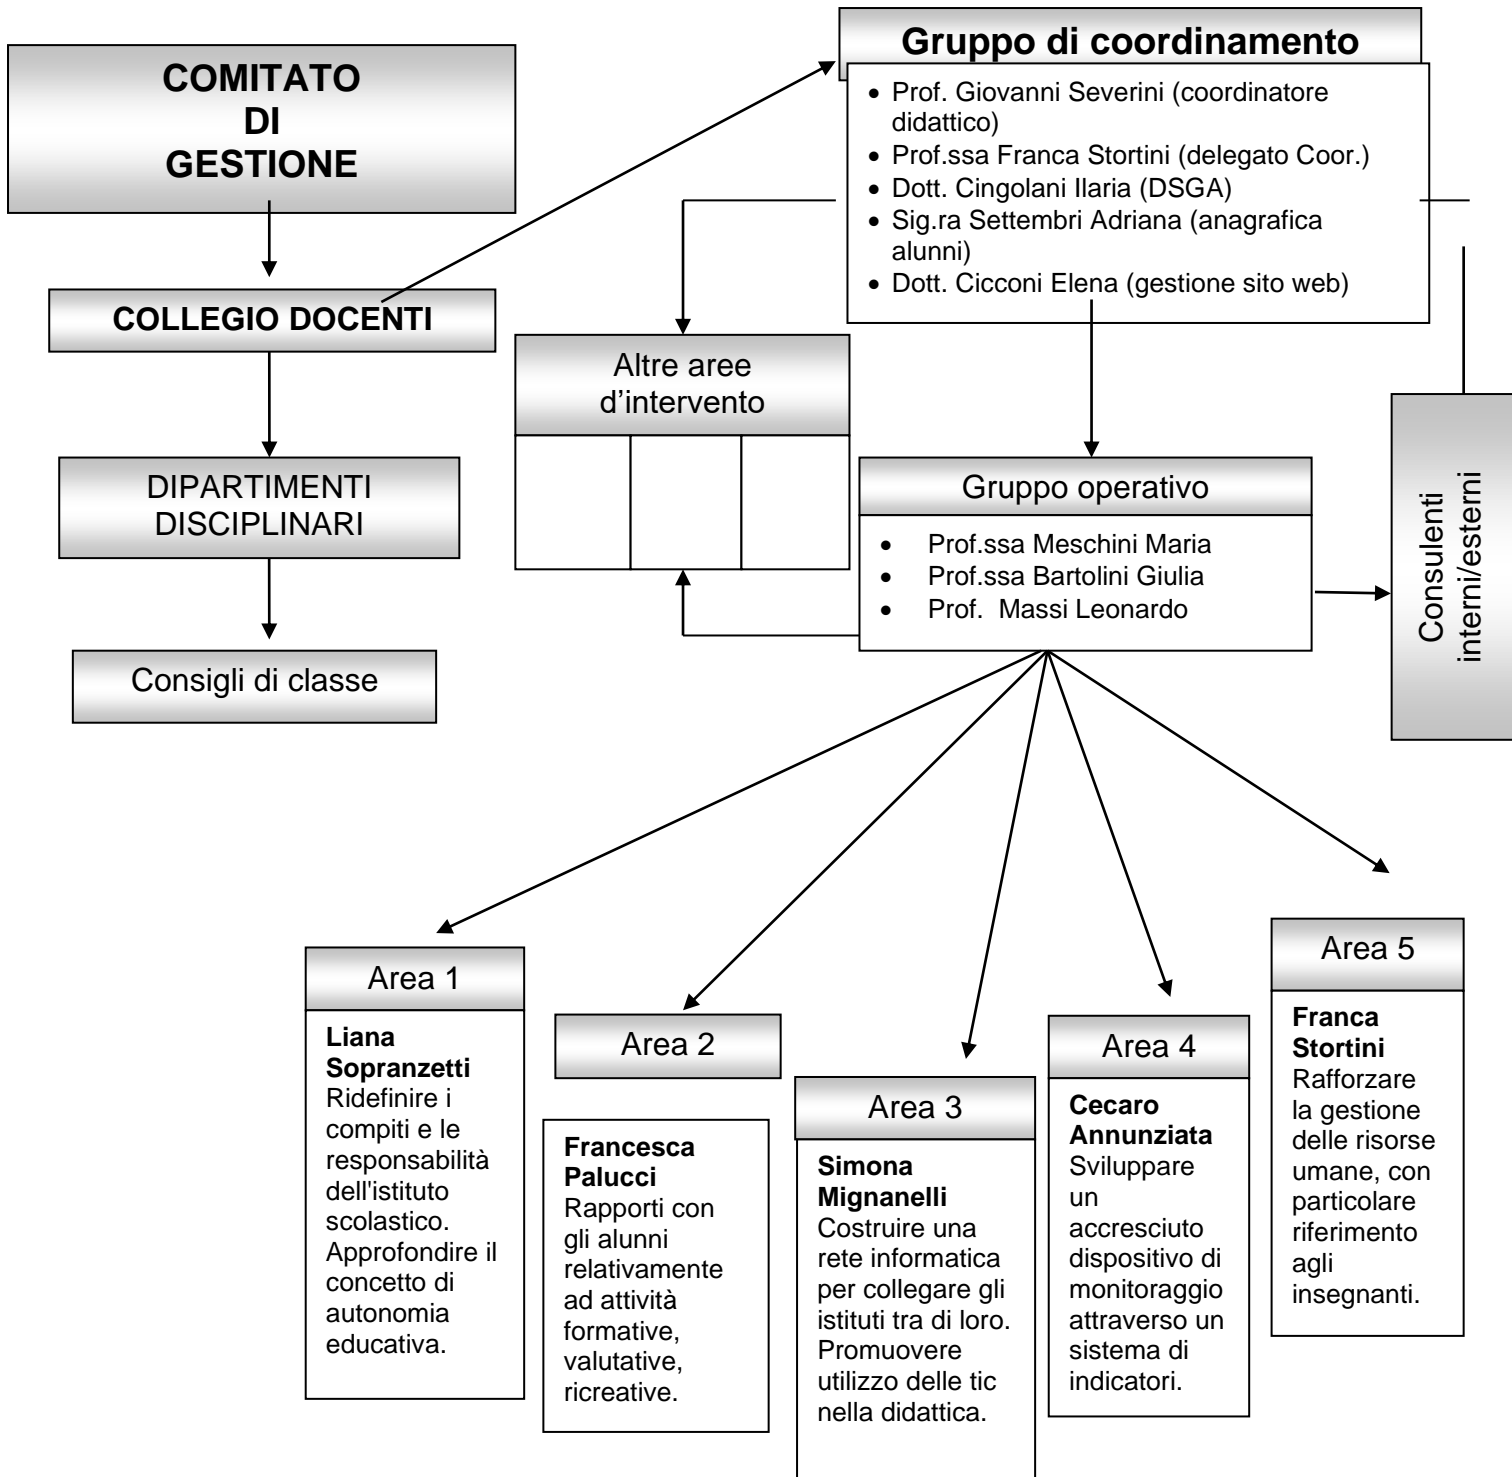 COMITATO
DI
GESTIONE
COLLEGIO DOCENTI
DIPARTIMENTI
DISCIPLINARI
Consigli di classe
Gruppo di coordinamento
• Prof. Giovanni Severini (coordinatore
didattico)
• Prof.ssa Franca Stortini (delegato Coor.)
• Dott. Cingolani Ilaria (DSGA)
• Sig.ra Settembri Adriana (anagrafica
alunni)
• Dott. Cicconi Elena (gestione sito web)
Altre aree
d'intervento
Gruppo operativo
• Prof.ssa Meschini Maria
• Prof.ssa Bartolini Giulia
• Prof. Massi Leonardo
Consulenti
interni/esterni
Area 1
Liana
Sopranzetti
Ridefinire i
compiti e le
responsabilità
dell'istituto
scolastico.
Approfondire il
concetto di
autonomia
educativa.
Area 2
Francesca
Palucci
Rapporti con
gli alunni
relativamente
ad attività
formative,
valutative,
ricreative.
Area 3
Simona
Mignanelli
Costruire una
rete informatica
per collegare gli
istituti tra di loro.
Promuovere
utilizzo delle tic
nella didattica.
Area 4
Cecaro
Annunziata
Sviluppare
un
accresciuto
dispositivo di
monitoraggio
attraverso un
sistema di
indicatori.
Area 5
Franca
Stortini
Rafforzare
la gestione
delle risorse
umane, con
particolare
riferimento
agli
insegnanti.